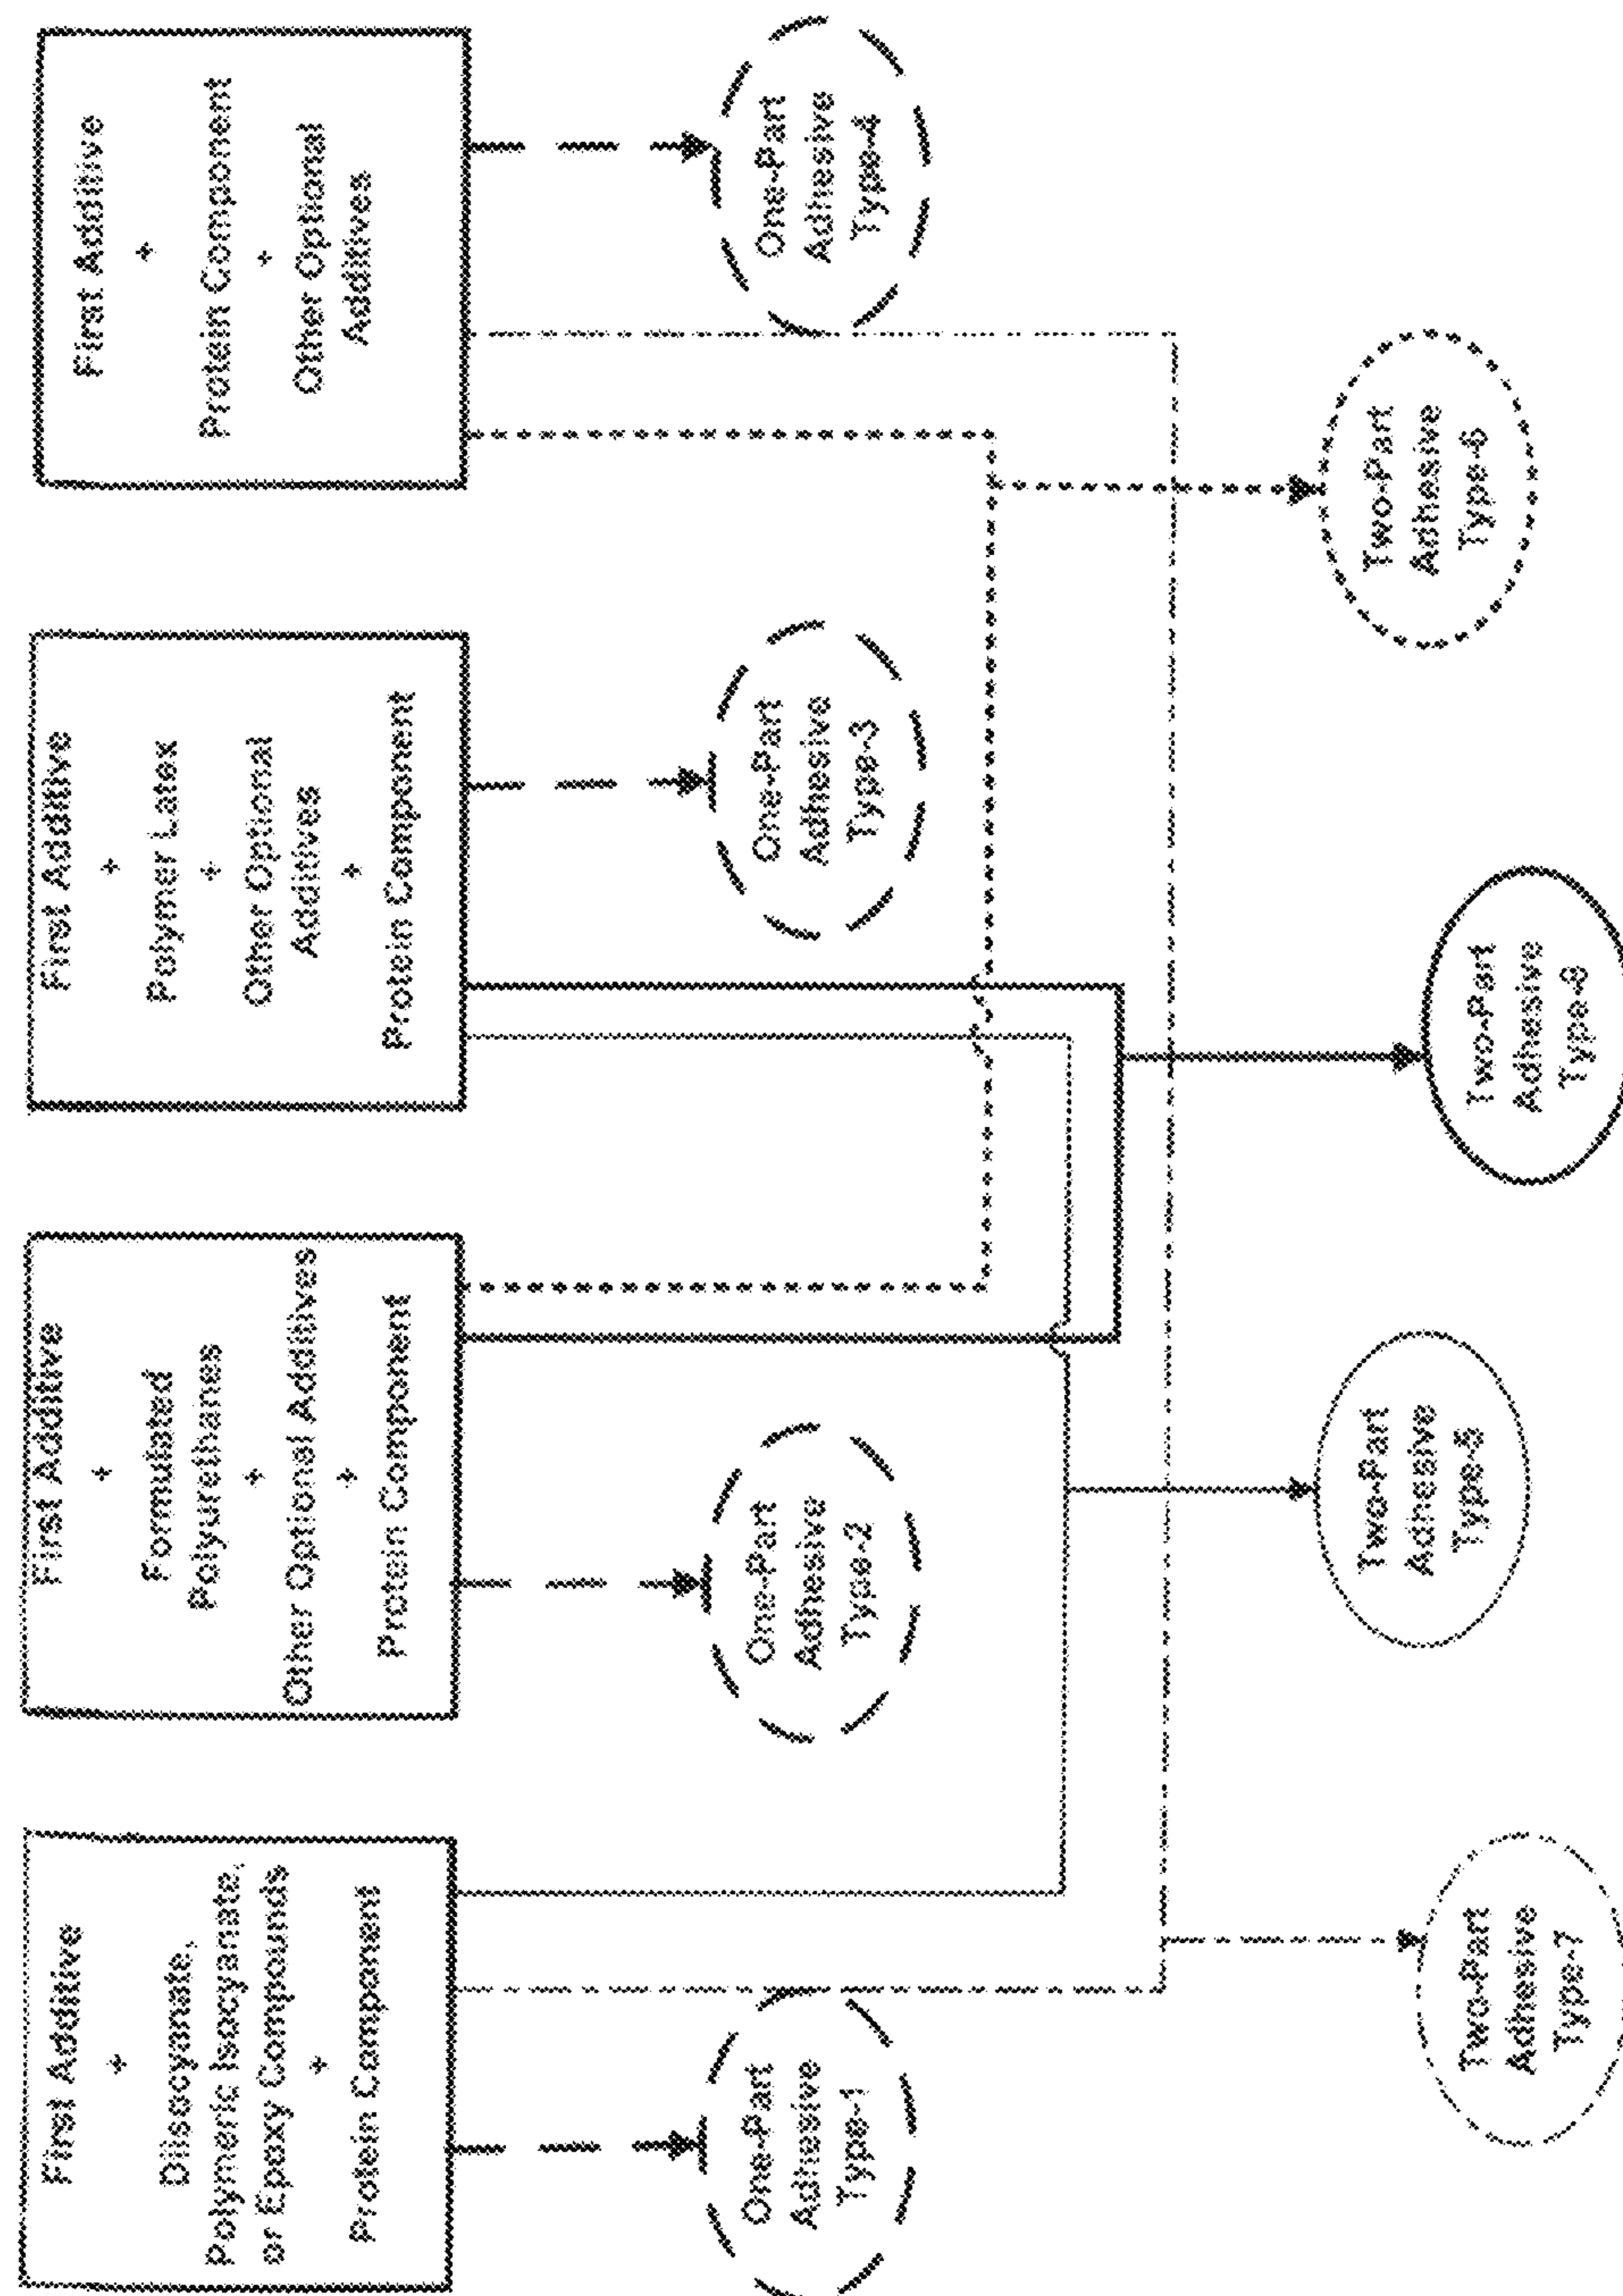 First Additive
+
Diisocyanate,
Polymeric Isocyanate,
or Epoxy Compounds
+
Protein Component
First Additive
+
Formulated
Polyurethanes
+
Other Optional Additives
+
Protein Component
First Additive
+
Polymer Latex
+
Other Optional
Additives
+
Protein Component
First Additive
+
Protein Component
+
Other Optional
Additives
One-Part
Adhesive
Type-1
One-Part
Adhesive
Type-2
One-Part
Adhesive
Type-3
One-Part
Adhesive
Type-4
Two-Part
Adhesive
Type-7
Two-Part
Adhesive
Type-5
Two-Part
Adhesive
Type-8
Two-Part
Adhesive
Type-6